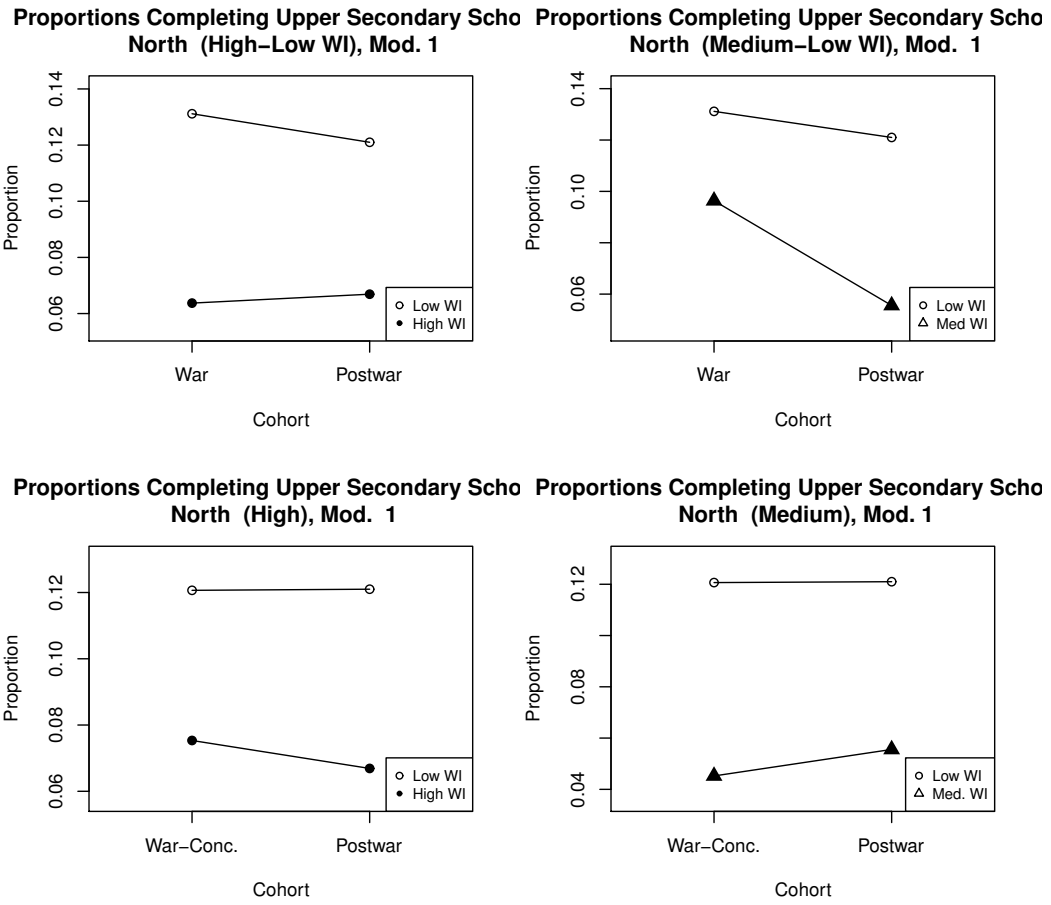 Proportions Completing Upper Secondary Scho
North (High−Low WI), Mod. 1
0.14
0.12
0.10
0.08
0.06
Proportion
Low WI
High WI
War
Postwar
Cohort
Proportions Completing Upper Secondary Scho
North (Medium−Low WI), Mod. 1
0.14
0.10
0.06
Proportion
Low WI
Med WI
War
Postwar
Cohort
Proportions Completing Upper Secondary Scho
North (High), Mod. 1
0.12
0.10
0.08
0.06
Proportion
Low WI
High WI
War−Conc.
Postwar
Cohort
Proportions Completing Upper Secondary Scho
North (Medium), Mod. 1
0.12
0.08
0.04
Proportion
Low WI
Med. WI
War−Conc.
Postwar
Cohort